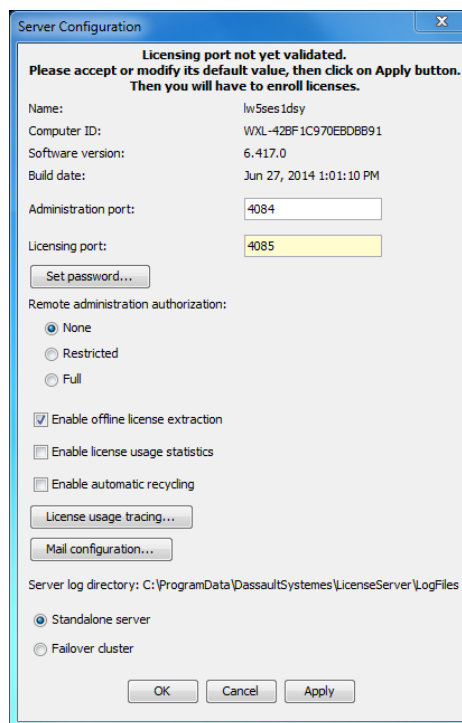 Server Configuration
Licensing port not yet validated.
Please accept or modify its default value, then click on Apply button.
Then you will have to enroll licenses.
Name: lw5ses1dsy
Computer ID: WXL-42BF1C970EBDBB91
Software version: 6.417.0
Build date: Jun 27, 2014 1:01:10 PM
Administration port: 4084
Licensing port: 4085
Set password...
Remote administration authorization:
None
Restricted
Full
Enable offline license extraction
Enable license usage statistics
Enable automatic recycling
License usage tracing...
Mail configuration...
Server log directory: C:\ProgramData\DassaultSystemes\LicenseServer\LogFiles
Standalone server
Failover cluster
OK Cancel Apply